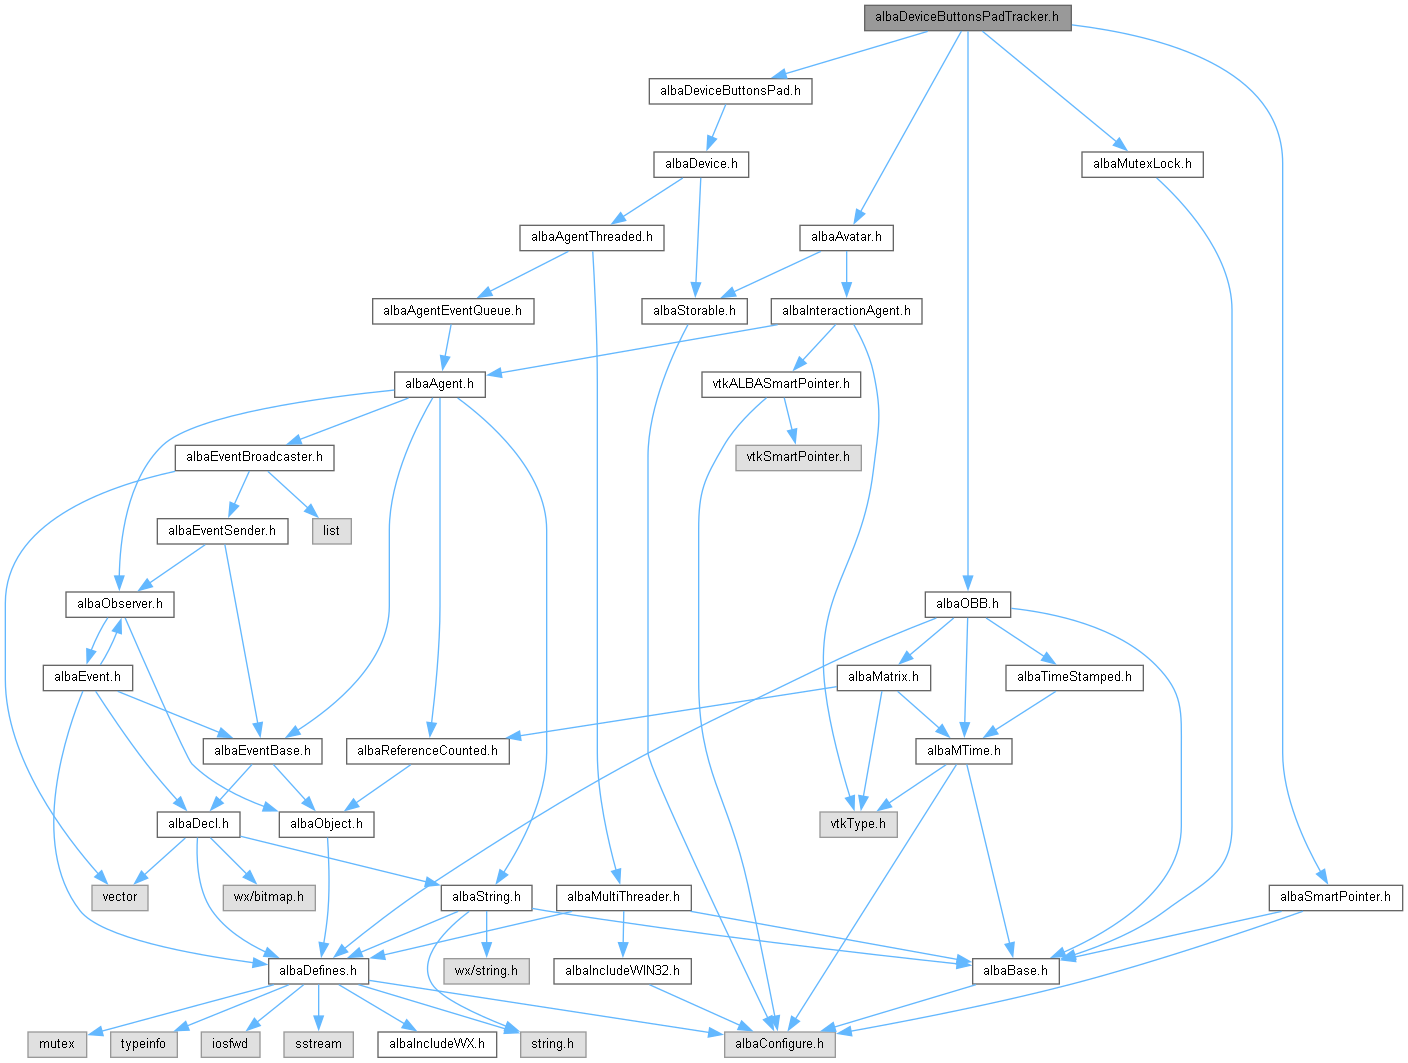 albaDeviceButtonsPadTracker.h
albaDeviceButtonsPad.h
albaDevice.h
albaMutexLock.h
albaAgentThreaded.h
albaAvatar.h
albaAgentEventQueue.h
albaStorable.h
albaInteractionAgent.h
albaAgent.h
vtkALBASmartPointer.h
albaEventBroadcaster.h
vtkSmartPointer.h
albaEventSender.h
list
albaObserver.h
albaOBB.h
albaEvent.h
albaMatrix.h
albaTimeStamped.h
albaEventBase.h
albaReferenceCounted.h
albaMTime.h
albaDecl.h
albaObject.h
vtkType.h
vector
wx/bitmap.h
albaString.h
albaMultiThreader.h
albaSmartPointer.h
albaDefines.h
wx/string.h
albaIncludeWIN32.h
albaBase.h
mutex
typeinfo
iosfwd
sstream
albaIncludeWX.h
string.h
albaConfigure.h